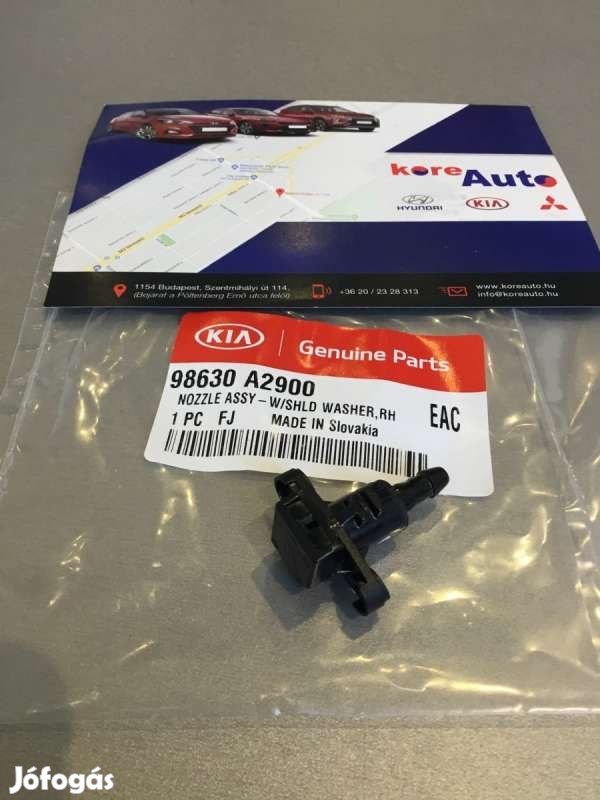 koreAuto
HYUNDAI
KIA
1154 Budapest, Szentmihályi út 114.
(Bejárat a Pöltenberg Ernő utca felől)
+36 20 / 23 28 313
www.koreauto.hu
info@koreauto.hu
KIA
Genuine Parts
98630 A2900
NOZZLE ASSY-W/SHLD WASHER,RH
1 PC FJ MADE IN Slovakia
EAC
Jófogás